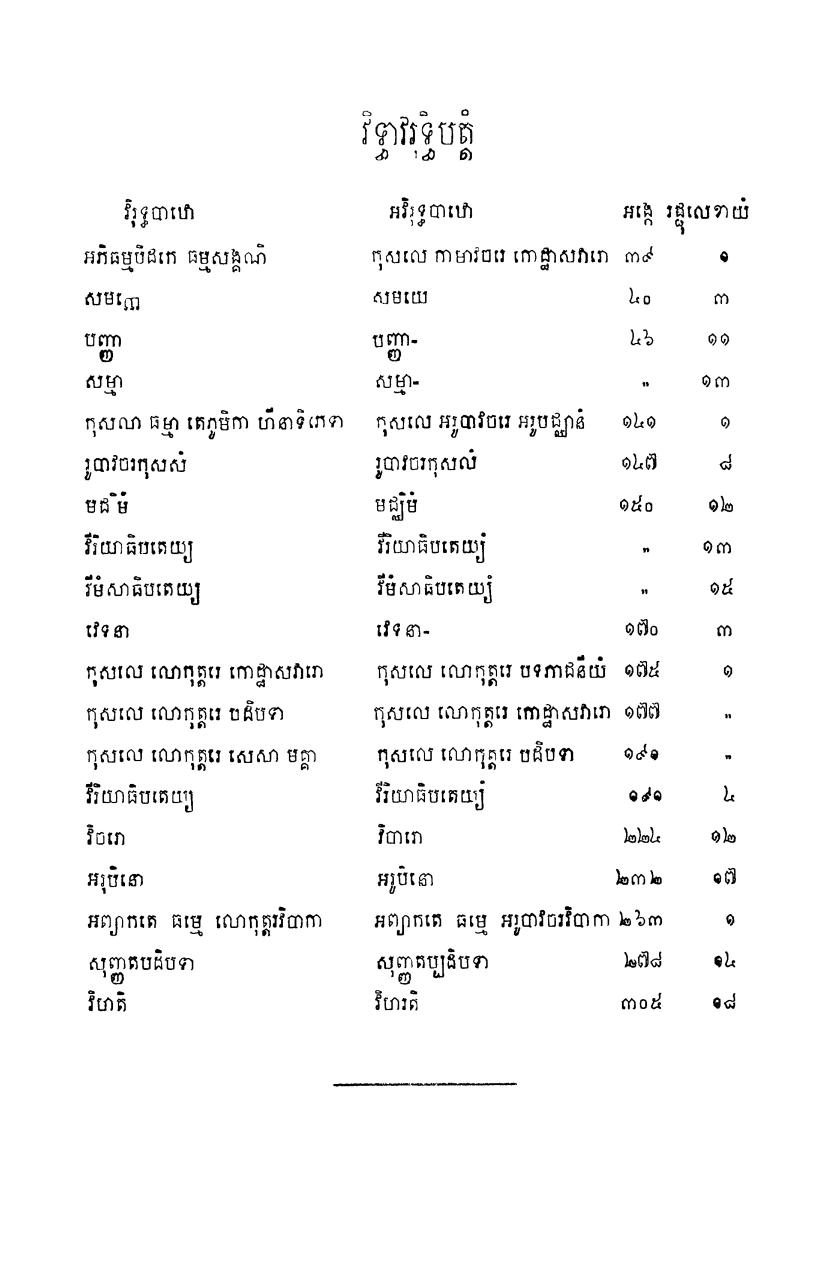 វិទ្ធាវរុទ្ធិបត្តំ
វិរុទ្ធបាឋោ អវិរុទ្ធបាឋោ អង្កេ រជ្ជុលេខាយំ
អភិធម្មបិដកេ ធម្មសង្គណិ កុសលេ កាមាវចរេ កោដ្ឋាសវារោ ៣៩ ១
សមញ្ញេ សមយេ ៤០ ៣
បញ្ញា បញ្ញា- ៤៦ ១១
សម្មា សម្មា- " ១៣
កុសលា ធម្មា តេភូមិកា ហីនាទិភេទា កុសលេ អរូបាវចរេ អរូបជ្ឈានំ ១៤១ ១
រូបាវចរកុសសំ រូបាវចរកុសលំ ១៤៧ ៨
មជ ិមំ មជ្ឈិមំ ១៥០ ១២
វីរិយាធិបតេយ្យ វីរិយាធិបតេយ្យំ " ១៣
វីមំសាធិបតេយ្យ វីមំសាធិបតេយ្យំ " ១៥
វេទនា វេទនា- ១៧០ ៣
កុសលេ លោកុត្តរេ កោដ្ឋាសវារោ កុសលេ លោកុត្តរេ បទភាជនីយំ ១៧៥ ១
កុសលេ លោកុត្តរេ បដិបទា កុសលេ លោកុត្តរេ កោដ្ឋាសវារោ ១៧៧ "
កុសលេ លោកុត្តរេ សេសា មគ្គា កុសលេ លោកុត្តរេ បដិបទា ១៩១ "
វីរិយាធិបតេយ្យ វីរិយាធិបតេយ្យំ ១៩១ ៤
វិចរោ វិចារោ ២២៤ ១២
អរុបិនោ អរូបិនោ ២៣២ ១៧
អព្យាកតេ ធម្មេ លោកុត្តរវិបាកា អព្យាកតេ ធម្មេ អរូបាវចរវិបាកា ២៦៣ ១
សុញ្ញតបដិបទា សុញ្ញតប្បដិបទា ២៧៨ ១៤
វិហតិ វិហរតិ ៣០៥ ១៨